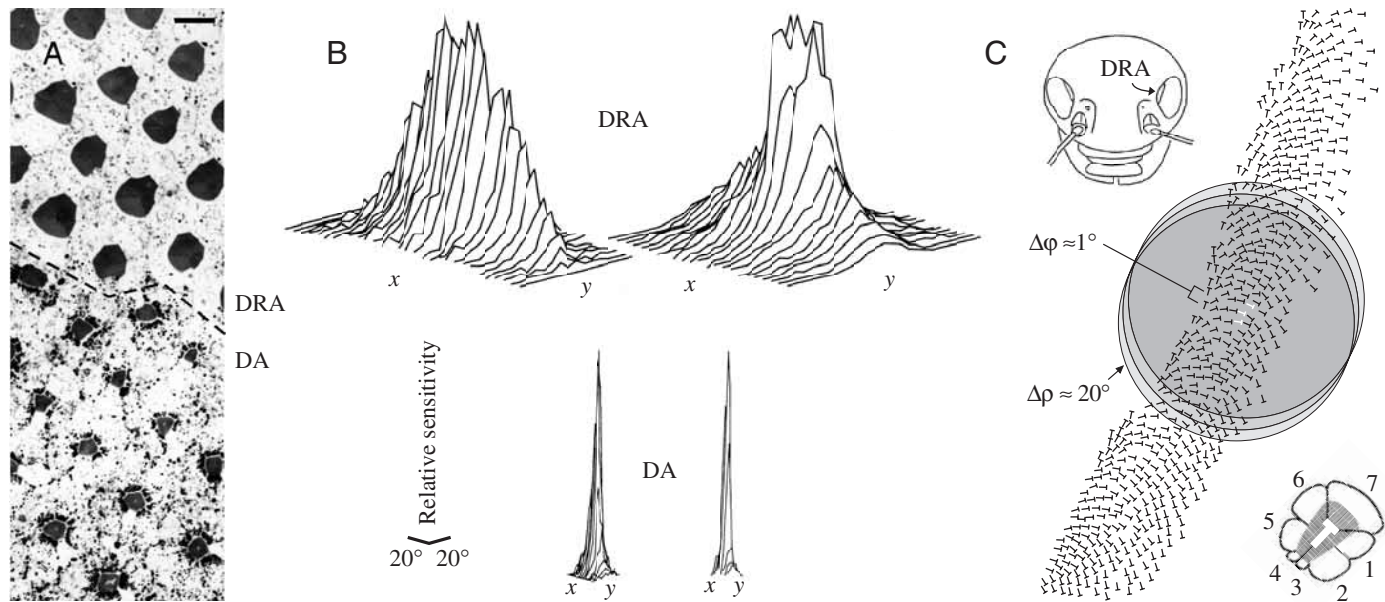 A
DRA
DA
B
DRA
x
y
x
y
Relative sensitivity
20° 20°
DA
x y
x y
C
DRA
Δφ ≈ 1°
Δρ ≈ 20°
6 7
5
4
3
2
1